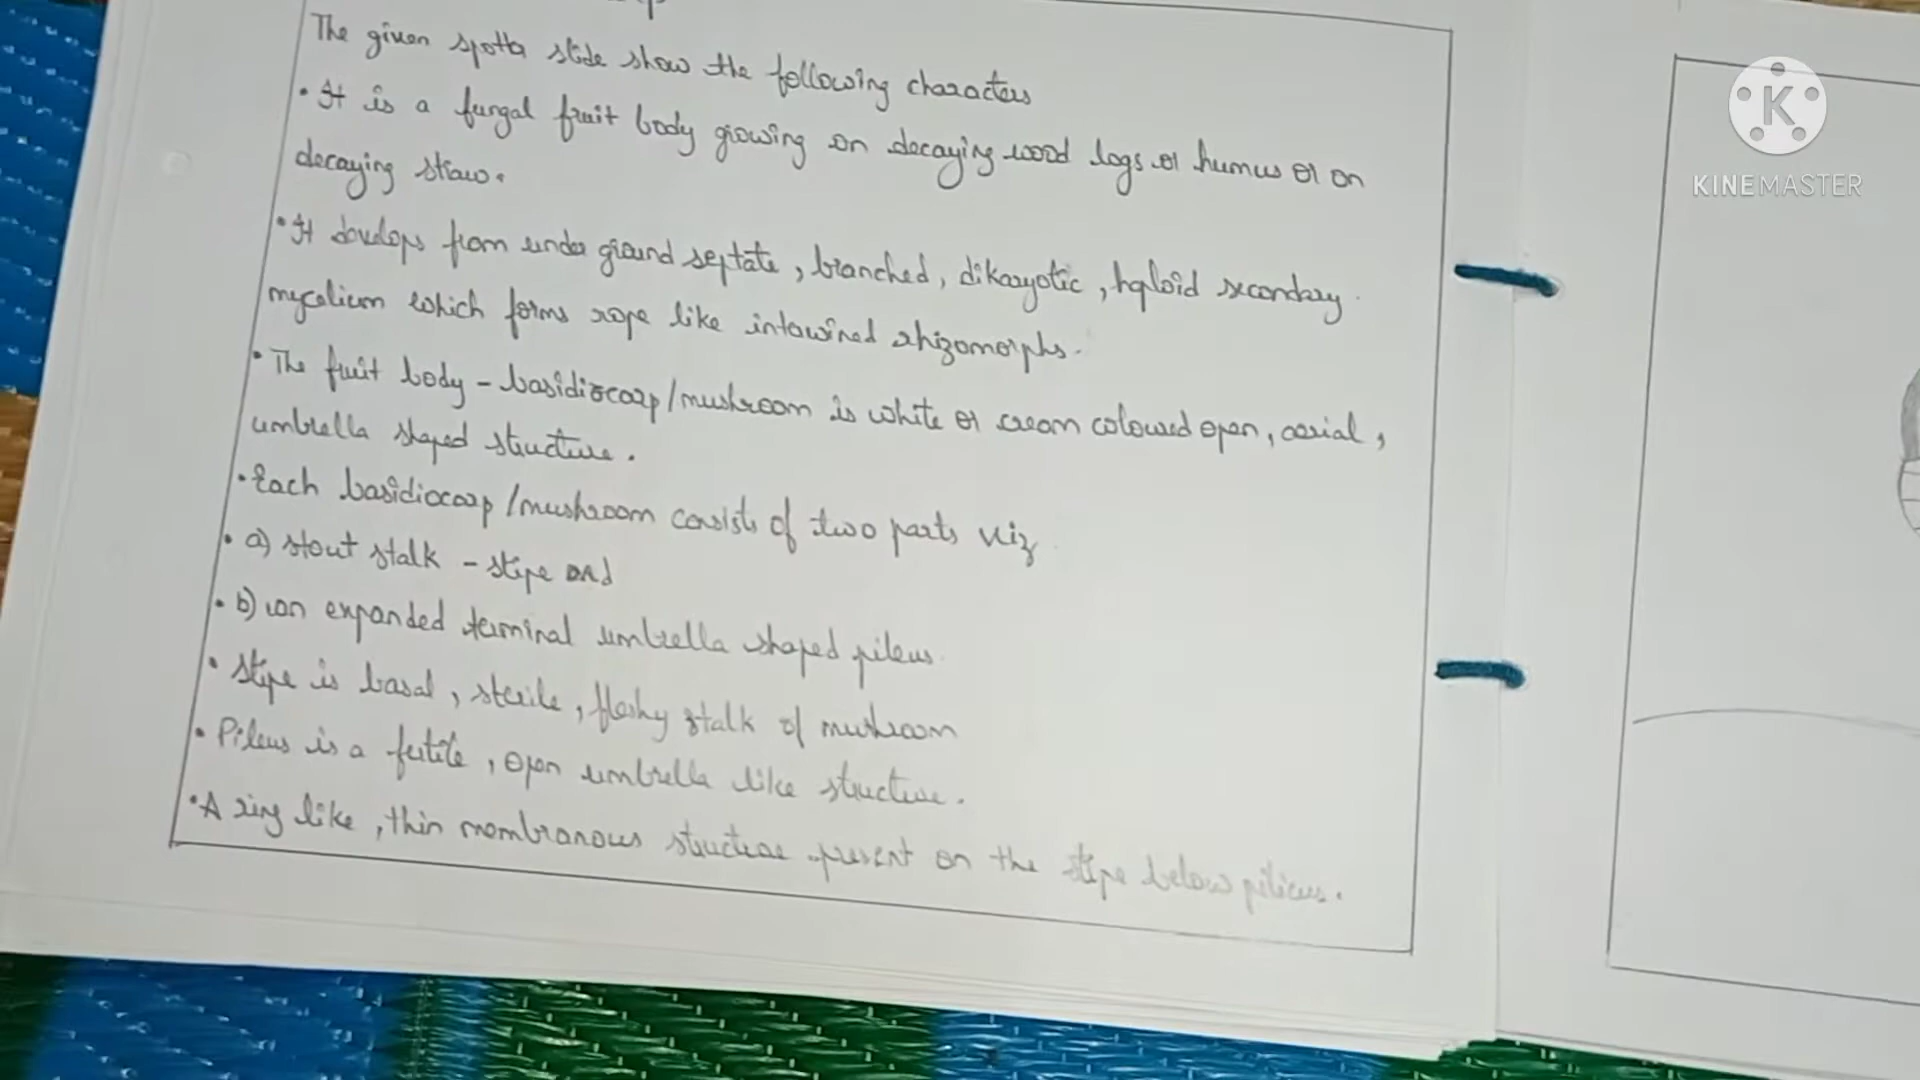 The given spotta slide show the following characters
• It is a fungal fruit body growing on decaying wood logs or humus or on
decaying straw.
• It develops from under ground septate, branched, dikaryotic, haploid secondary
mycelium which forms rope like intowined rhizomorphs.
• The fruit body - basidiocarp/mushroom is white or cream coloured open, aerial,
umbrella shaped structure.
• Each basidiocarp/mushroom consists of two parts viz
• a) stout stalk - stipe and
• b) an expanded terminal umbrella shaped pileus
• Stipe is basal, sterile, fleshy stalk of mushroom
• Pileus is a fertile, open umbrella like structure.
• A ring like, thin membranous structure present on the stipe below pilieus.
K
KINEMASTER